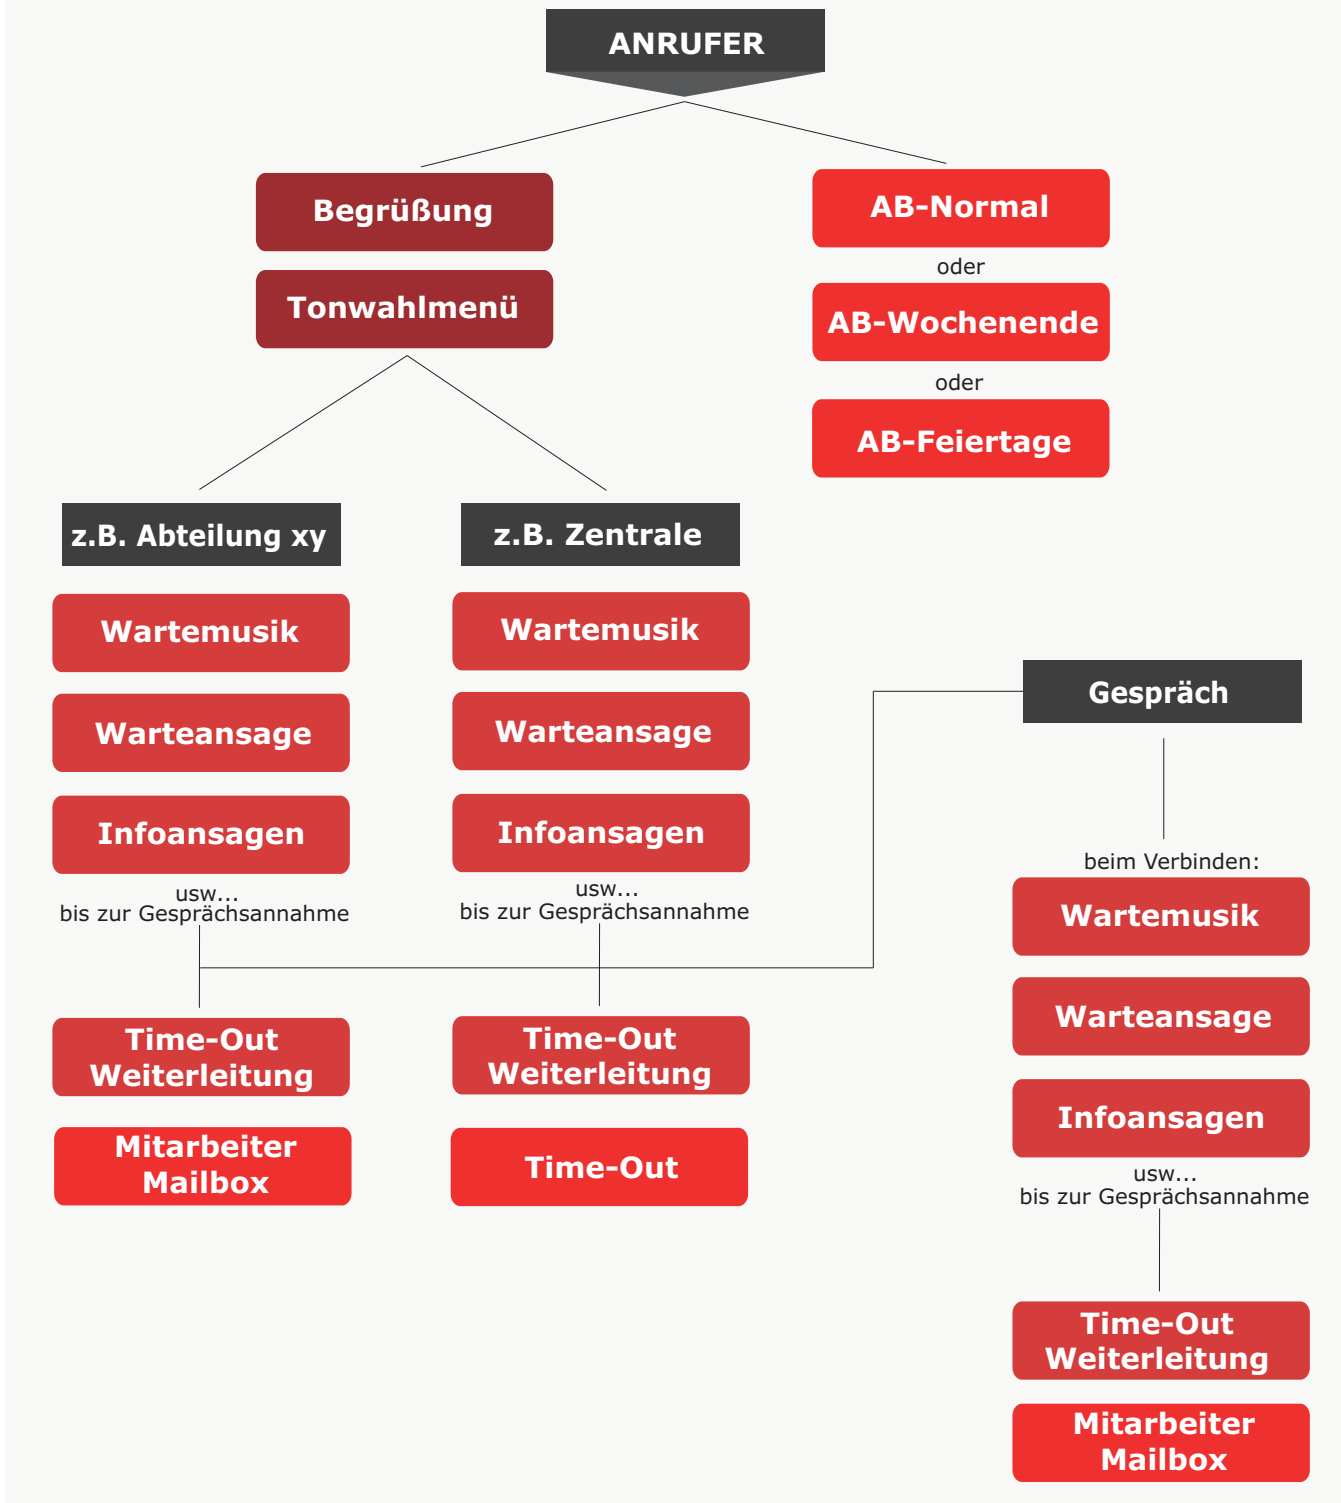 ANRUFER
Begrüßung
Tonwahlmenü
AB-Normal
oder
AB-Wochenende
oder
AB-Feiertage
z.B. Abteilung xy
Wartemusik
Warteansage
Infoansagen
usw...
bis zur Gesprächsannahme
Time-Out
Weiterleitung
Mitarbeiter
Mailbox
z.B. Zentrale
Wartemusik
Warteansage
Infoansagen
usw...
bis zur Gesprächsannahme
Time-Out
Weiterleitung
Time-Out
Gespräch
beim Verbinden:
Wartemusik
Warteansage
Infoansagen
usw...
bis zur Gesprächsannahme
Time-Out
Weiterleitung
Mitarbeiter
Mailbox